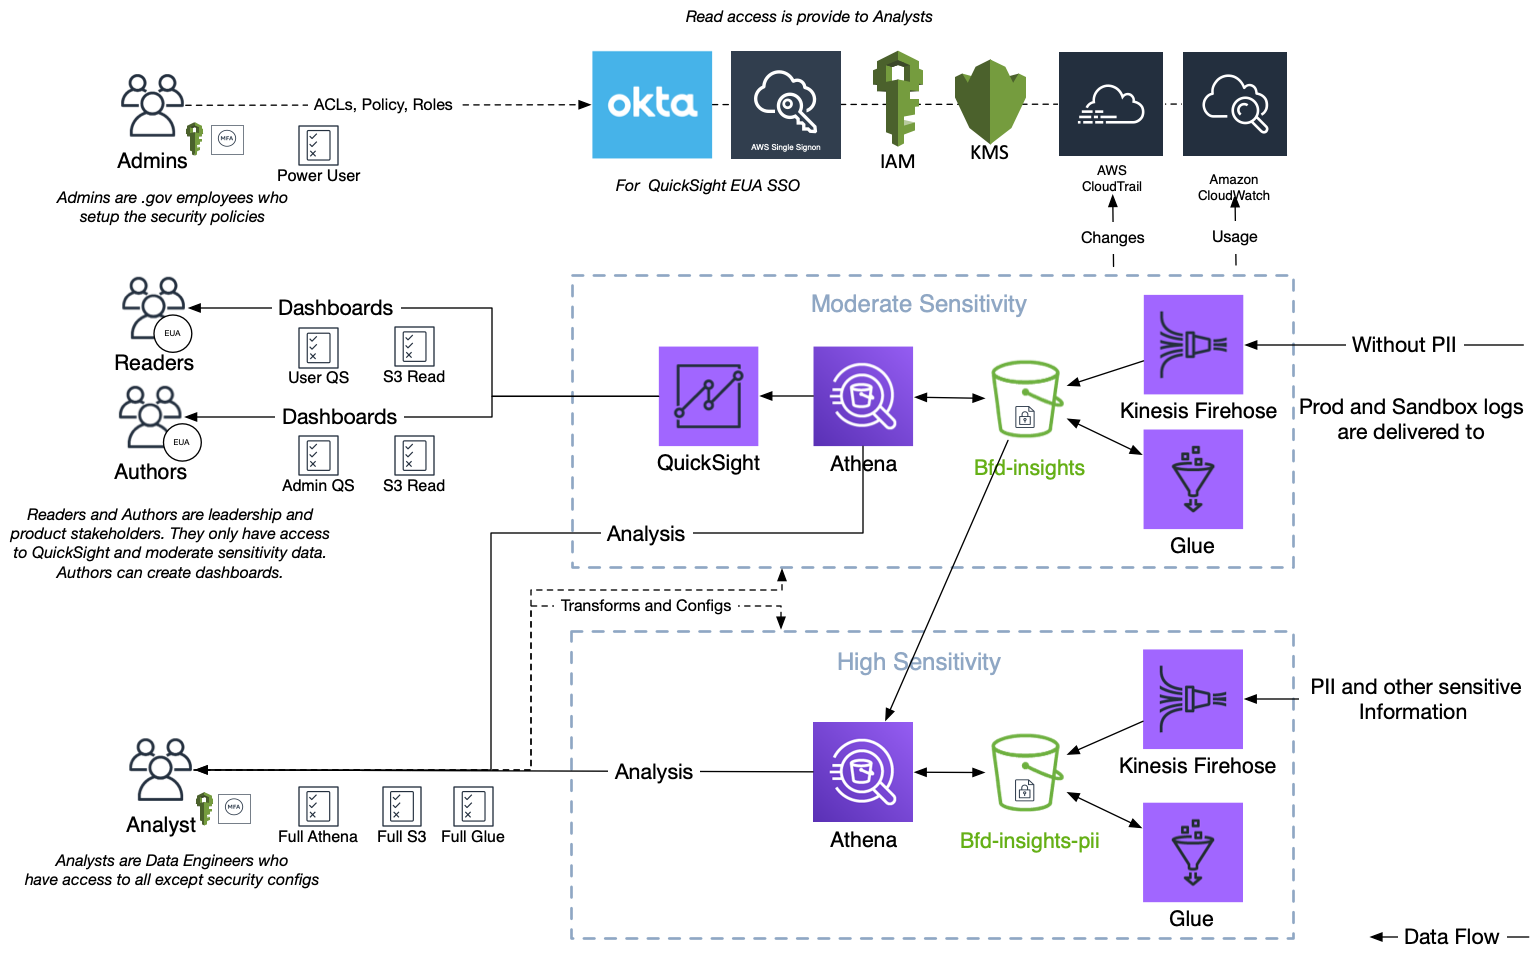 Read access is provide to Analysts
ACLs, Policy, Roles
okta
AWS Single Signon
IAM
KMS
AWS
CloudTrail
Amazon
CloudWatch
MFA
Admins
Power User
Admins are .gov employees who
setup the security policies
For QuickSight EUA SSO
Changes
Usage
Moderate Sensitivity
Dashboards
EUA
Readers
User QS
S3 Read
Dashboards
EUA
Authors
Admin QS
S3 Read
Readers and Authors are leadership and
product stakeholders. They only have access
to QuickSight and moderate sensitivity data.
Authors can create dashboards.
QuickSight
Athena
Bfd-insights
Kinesis Firehose
Glue
Without PII
Prod and Sandbox logs
are delivered to
Analysis
Transforms and Configs
High Sensitivity
Kinesis Firehose
PII and other sensitive
Information
Analysis
Athena
Bfd-insights-pii
Glue
MFA
Analyst
Full Athena
Full S3
Full Glue
Analysts are Data Engineers who
have access to all except security configs
Data Flow